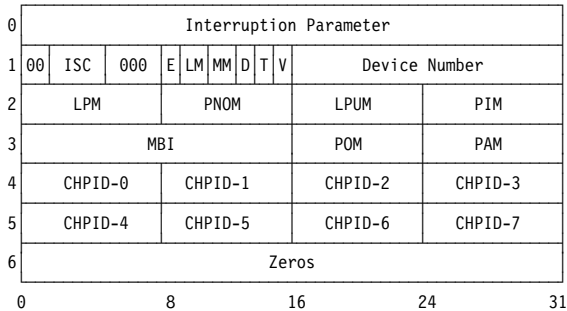 0 Interruption Parameter
1 00 ISC 000 E LM MM D T V Device Number
2 LPM PNOM LPUM PIM
3 MBI POM PAM
4 CHPID-0 CHPID-1 CHPID-2 CHPID-3
5 CHPID-4 CHPID-5 CHPID-6 CHPID-7
6 Zeros
0 8 16 24 31